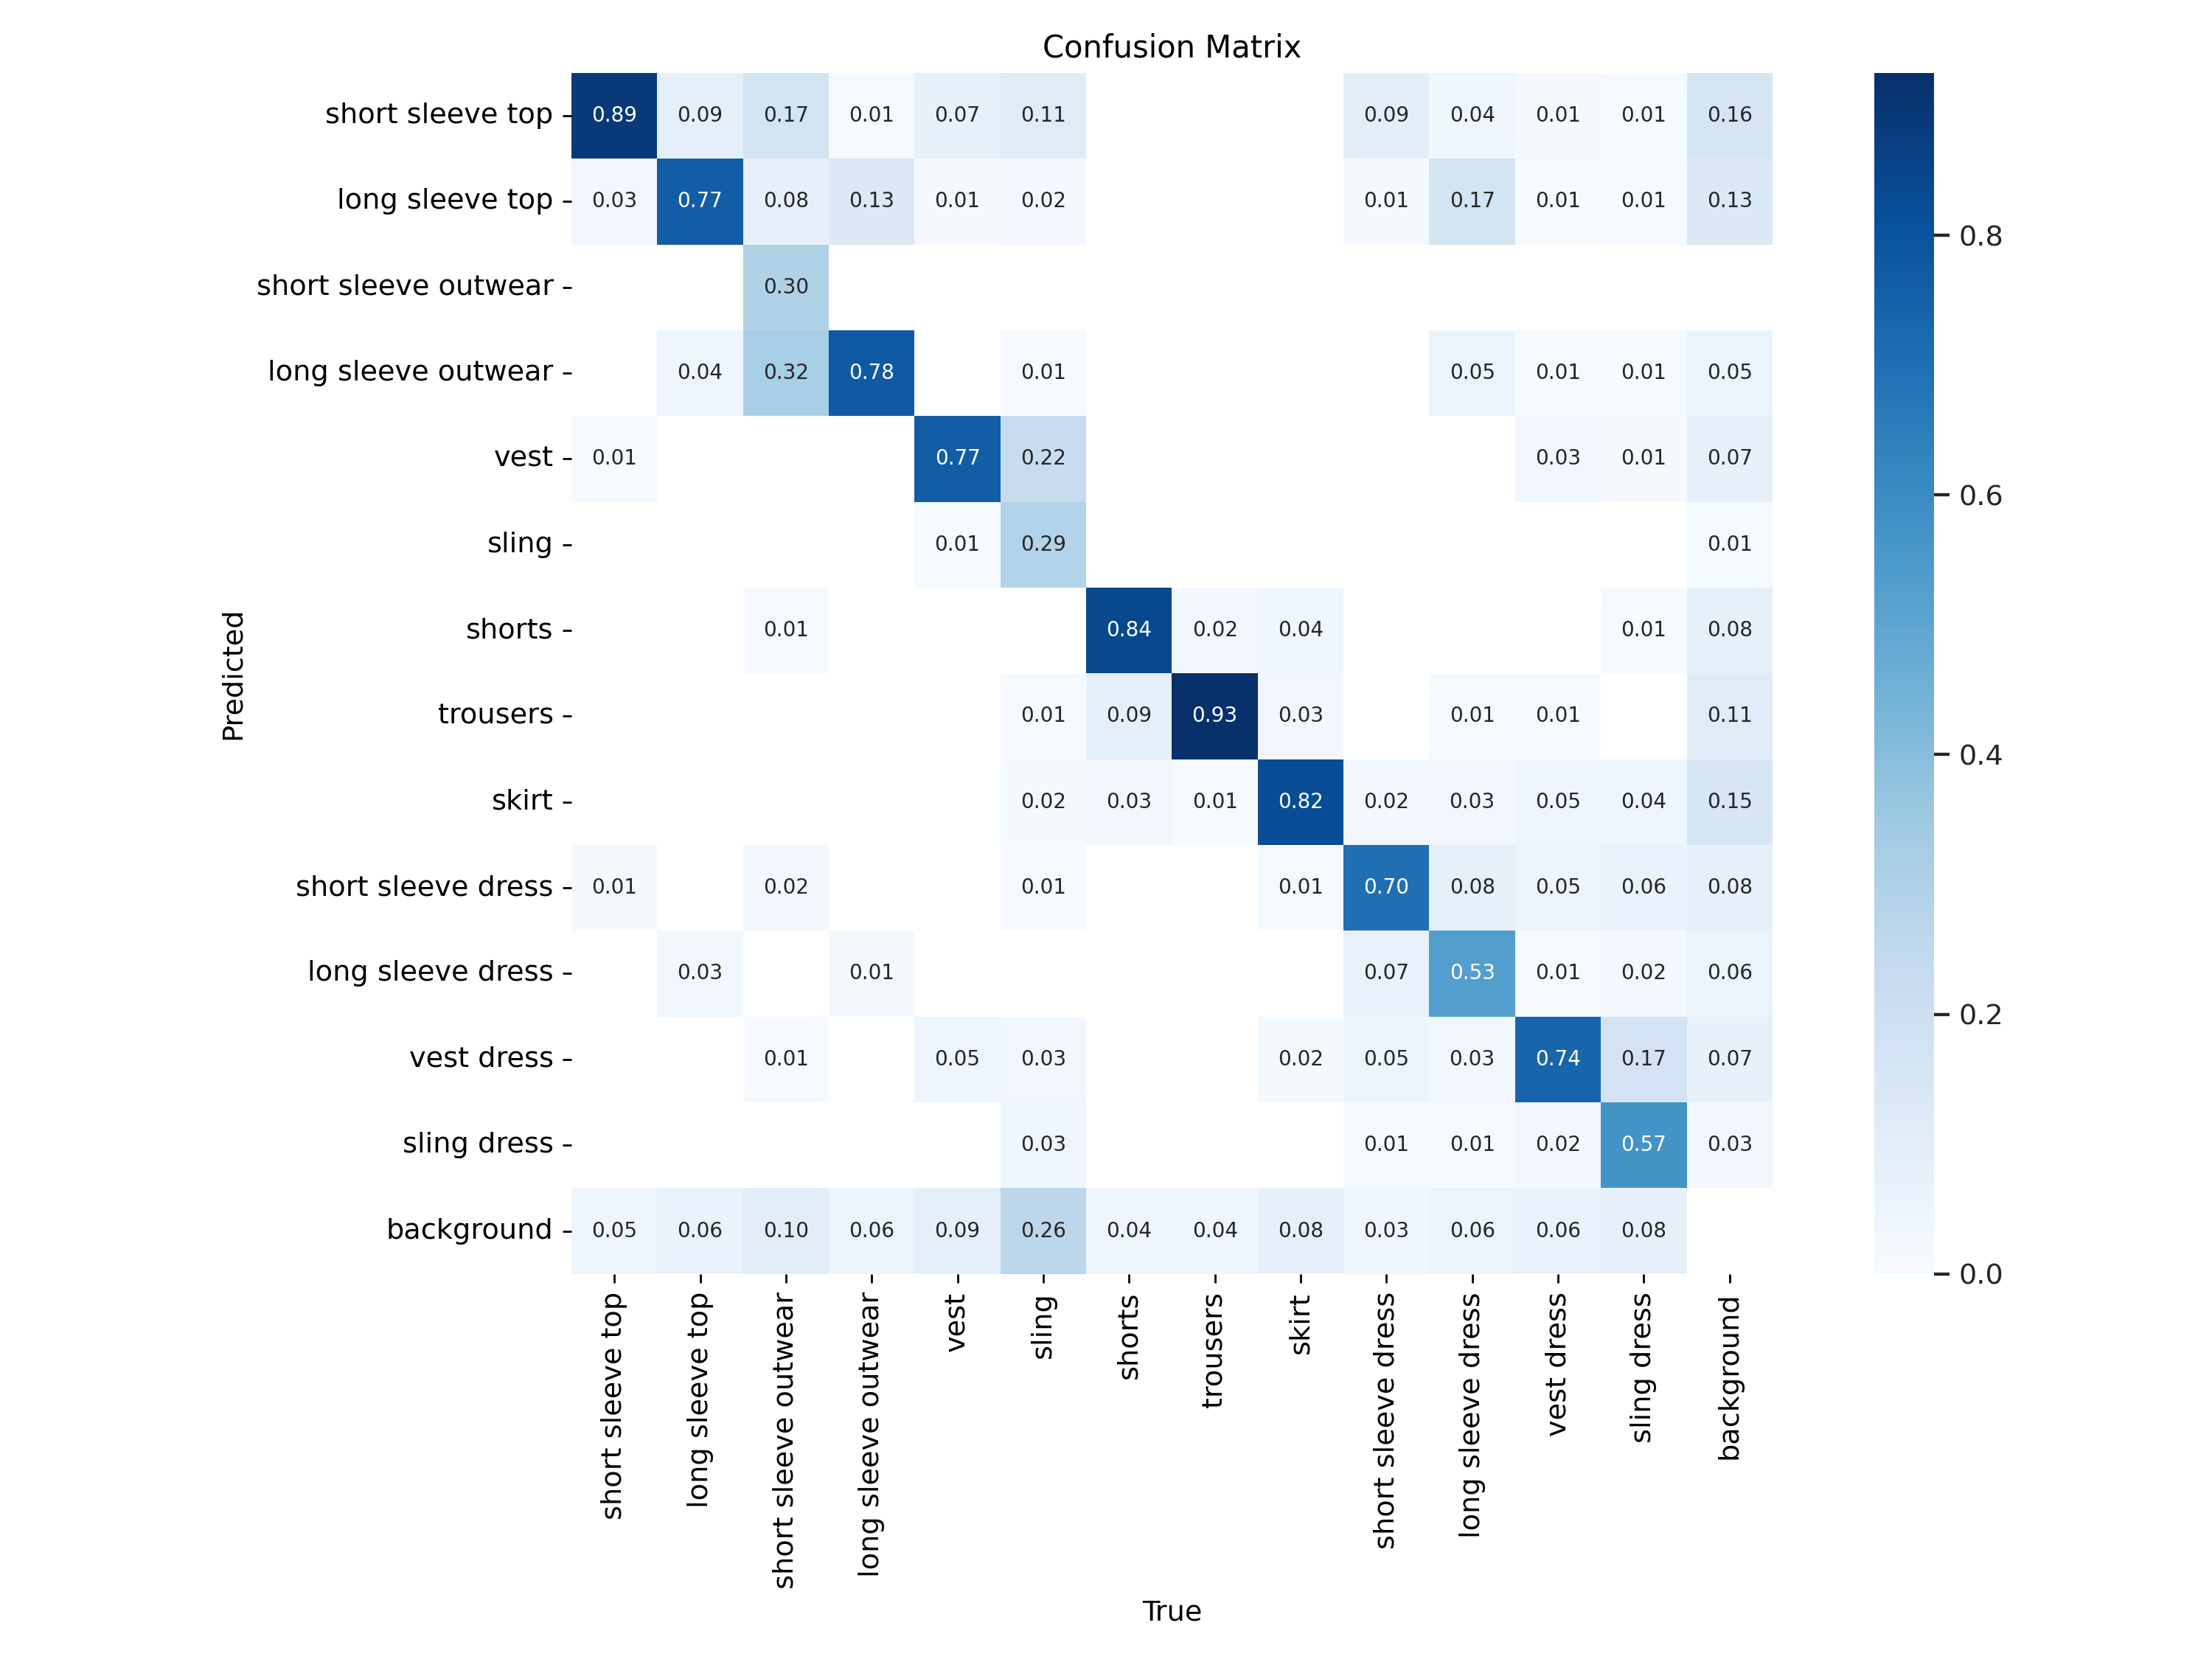 Confusion Matrix
short sleeve top 0.89 0.09 0.17 0.01 0.07 0.11 0.09 0.04 0.01 0.01 0.16
long sleeve top 0.03 0.77 0.08 0.13 0.01 0.02 0.01 0.17 0.01 0.01 0.13
0.8
short sleeve outwear 0.30
long sleeve outwear 0.04 0.32 0.78 0.01 0.05 0.01 0.01 0.05
vest 0.01 0.77 0.22 0.03 0.01 0.07
0.6
sling 0.01 0.29 0.01
Predicted
shorts 0.01 0.84 0.02 0.04 0.01 0.08
trousers 0.01 0.09 0.93 0.03 0.01 0.01 0.11
0.4
skirt 0.02 0.03 0.01 0.82 0.02 0.03 0.05 0.04 0.15
short sleeve dress 0.01 0.02 0.01 0.01 0.70 0.08 0.05 0.06 0.08
long sleeve dress 0.03 0.01 0.07 0.53 0.01 0.02 0.06
0.2
vest dress 0.01 0.05 0.03 0.02 0.05 0.03 0.74 0.17 0.07
sling dress 0.03 0.01 0.01 0.02 0.57 0.03
background 0.05 0.06 0.10 0.06 0.09 0.26 0.04 0.04 0.08 0.03 0.06 0.06 0.08
0.0
short sleeve top
long sleeve top
short sleeve outwear
long sleeve outwear
vest
sling
shorts
trousers
skirt
short sleeve dress
long sleeve dress
vest dress
sling dress
background
True